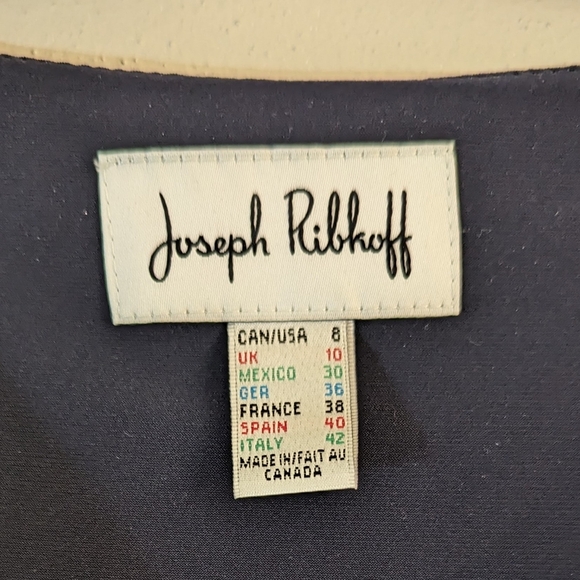 Joseph Ribkoff
CAN/USA 8
UK 10
MEXICO 30
GER 36
FRANCE 38
SPAIN 40
ITALY 42
MADE IN/FAIT AU
CANADA